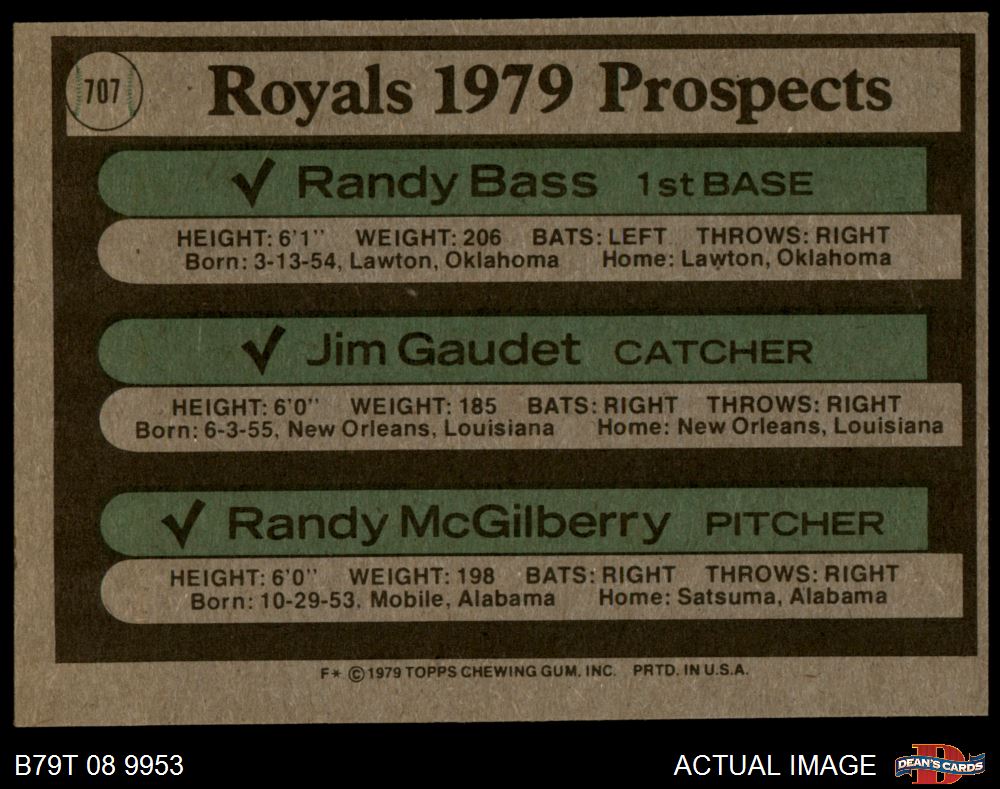 707
Royals 1979 Prospects
✓ Randy Bass 1st BASE
HEIGHT: 6'1" WEIGHT: 206 BATS: LEFT THROWS: RIGHT
Born: 3-13-54, Lawton, Oklahoma Home: Lawton, Oklahoma
✓ Jim Gaudet CATCHER
HEIGHT: 6'0" WEIGHT: 185 BATS: RIGHT THROWS: RIGHT
Born: 6-3-55, New Orleans, Louisiana Home: New Orleans, Louisiana
✓ Randy McGilberry PITCHER
HEIGHT: 6'0" WEIGHT: 198 BATS: RIGHT THROWS: RIGHT
Born: 10-29-53, Mobile, Alabama Home: Satsuma, Alabama
F* © 1979 TOPPS CHEWING GUM, INC. PRTD. IN U.S.A.
B79T 08 9953
ACTUAL IMAGE
D
DEAN'S CARDS